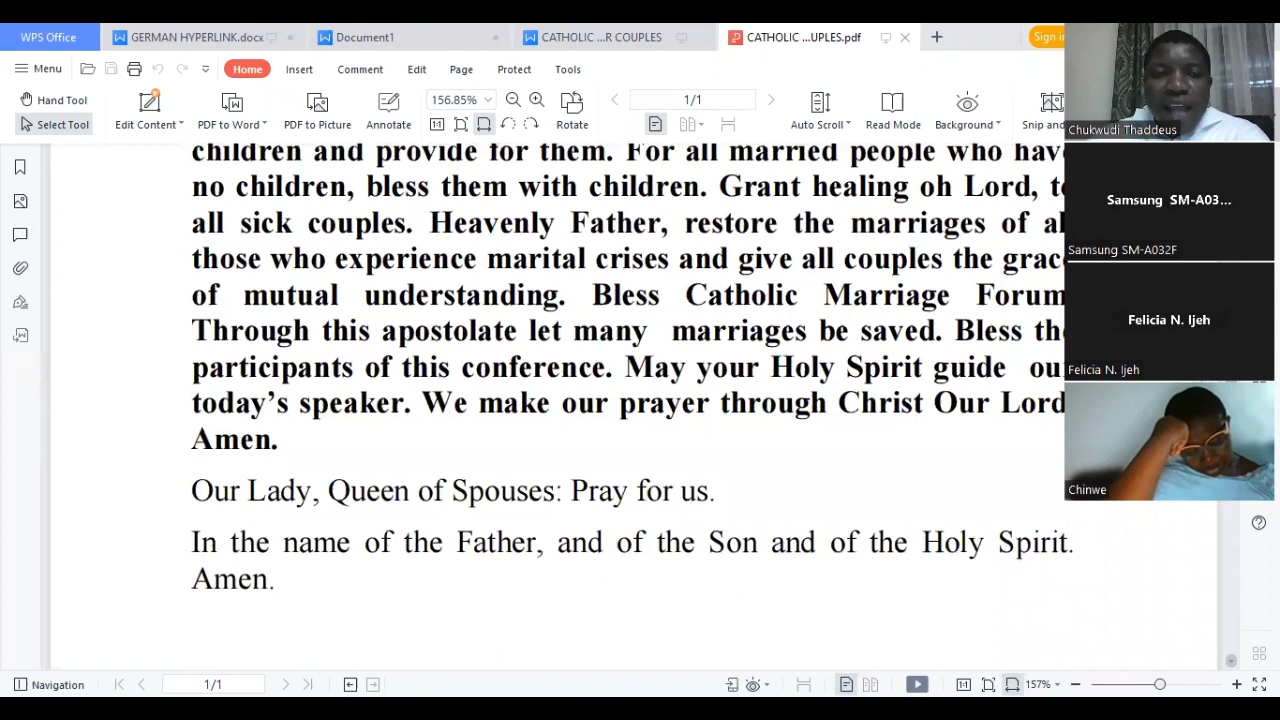 WPS Office
GERMAN HYPERLINK.docx
Document1
CATHOLIC ...R COUPLES
CATHOLIC ...UPLES.pdf
Sign in
Menu
Home
Insert
Comment
Edit
Page
Protect
Tools
Hand Tool
Select Tool
Edit Content
PDF to Word
PDF to Picture
Annotate
156.85%
Rotate
1/1
Auto Scroll
Read Mode
Background
Snip and
Chukwudi Thaddeus
Samsung SM-A03...
Samsung SM-A032F
Felicia N. Ijeh
Felicia N. Ijeh
Chinwe
children and provide for them. For all married people who have
no children, bless them with children. Grant healing oh Lord, t
all sick couples. Heavenly Father, restore the marriages of al
those who experience marital crises and give all couples the grac
of mutual understanding. Bless Catholic Marriage Forum
Through this apostolate let many marriages be saved. Bless th
participants of this conference. May your Holy Spirit guide ou
today's speaker. We make our prayer through Christ Our Lord
Amen.
Our Lady, Queen of Spouses: Pray for us.
In the name of the Father, and of the Son and of the Holy Spirit.
Amen.
Navigation
1/1
1:1
157%